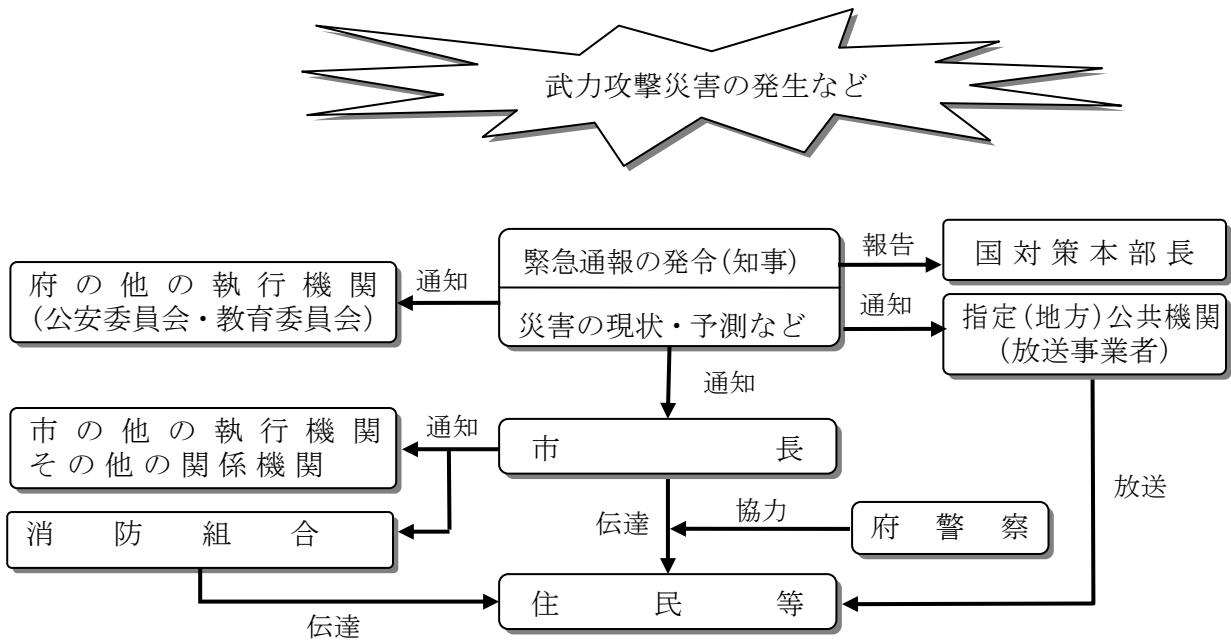 武力攻撃災害の発生など
緊急通報の発令(知事)
災害の現状・予測など
報告
国対策本部長
通知
府の他の執行機関
(公安委員会・教育委員会)
通知
指定(地方)公共機関
(放送事業者)
通知
市の他の執行機関
その他の関係機関
通知
市長
放送
消防組合
伝達
協力
府警察
住民等
伝達